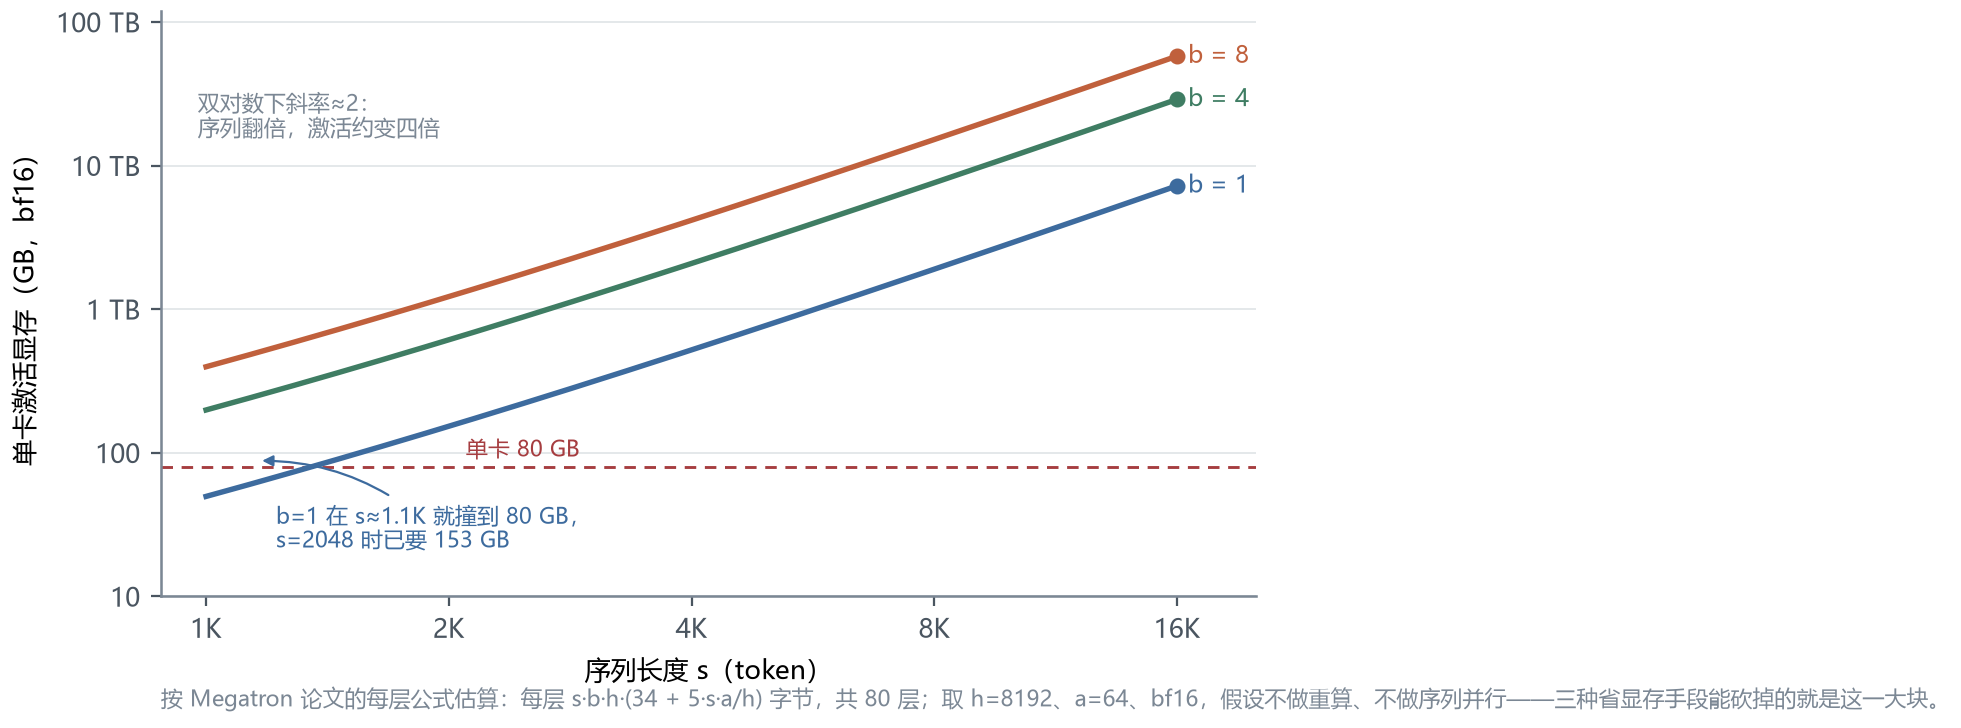 100 TB
10 TB
1 TB
100
10
单卡激活显存（GB，bf16）
双对数下斜率≈2：
序列翻倍，激活约变四倍
b = 8
b = 4
b = 1
单卡 80 GB
b=1 在 s≈1.1K 就撞到 80 GB，
s=2048 时已要 153 GB
1K
2K
4K
8K
16K
序列长度 s（token）
按 Megatron 论文的每层公式估算：每层 s·b·h·(34 + 5·s·a/h) 字节，共 80 层；取 h=8192、a=64、bf16，假设不做重算、不做序列并行——三种省显存手段能砍掉的就是这一大块。